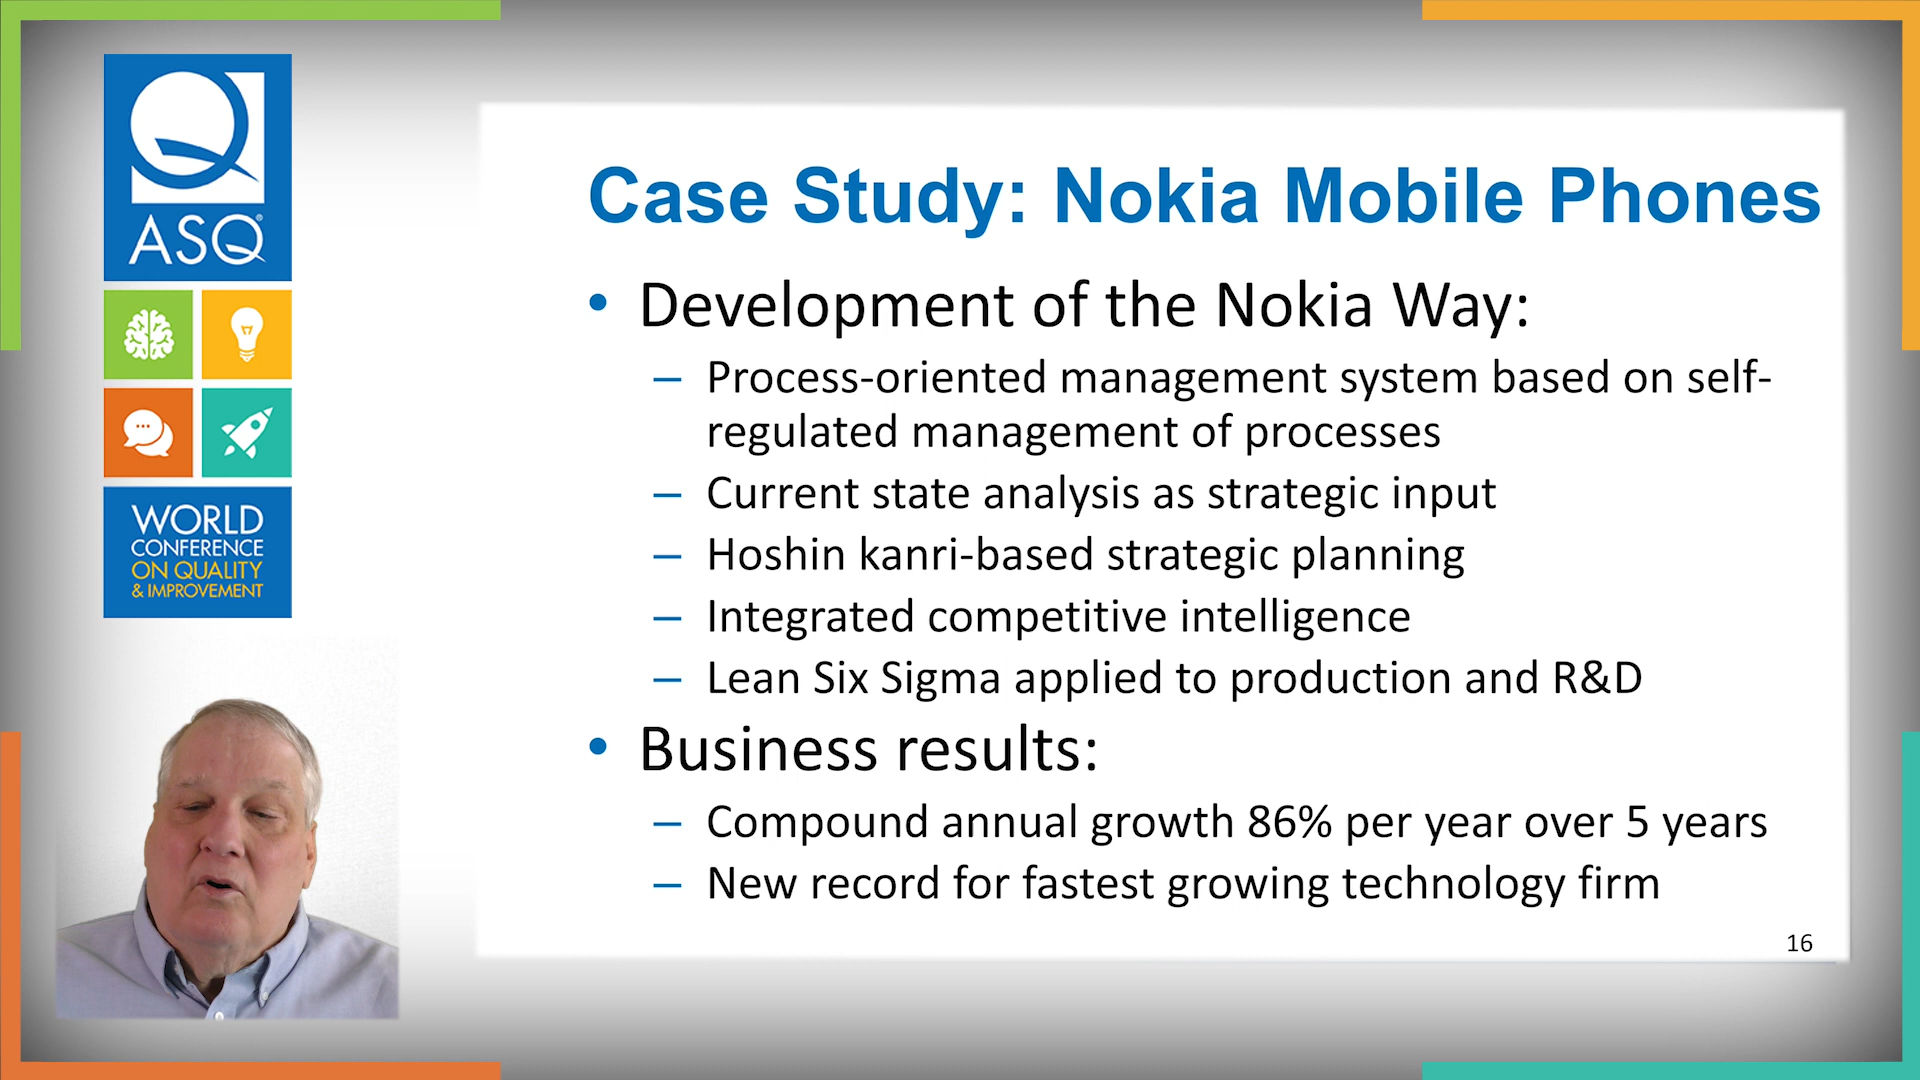 ASQ®
WORLD
CONFERENCE
ON QUALITY
& IMPROVEMENT
Case Study: Nokia Mobile Phones
• Development of the Nokia Way:
– Process-oriented management system based on self-
regulated management of processes
– Current state analysis as strategic input
– Hoshin kanri-based strategic planning
– Integrated competitive intelligence
– Lean Six Sigma applied to production and R&D
• Business results:
– Compound annual growth 86% per year over 5 years
– New record for fastest growing technology firm
16